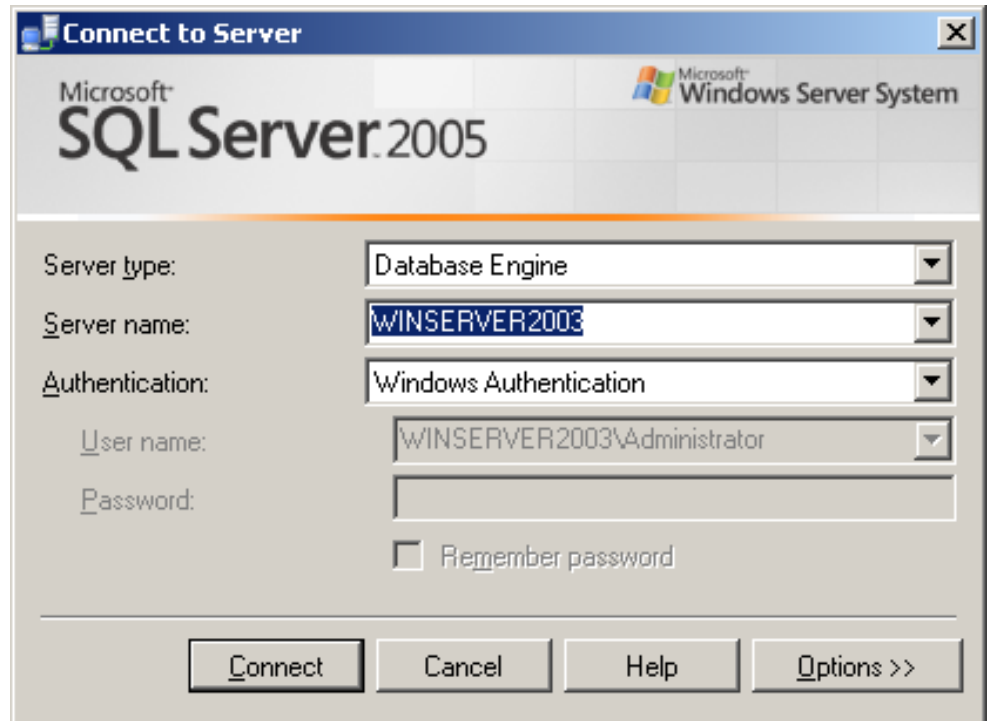 Connect to Server
Microsoft
SQL Server 2005
Microsoft
Windows Server System
Server type:
Database Engine
Server name:
WINSERVER2003
Authentication:
Windows Authentication
User name:
WINSERVER2003\Administrator
Password:
Remember password
Connect
Cancel
Help
Options >>